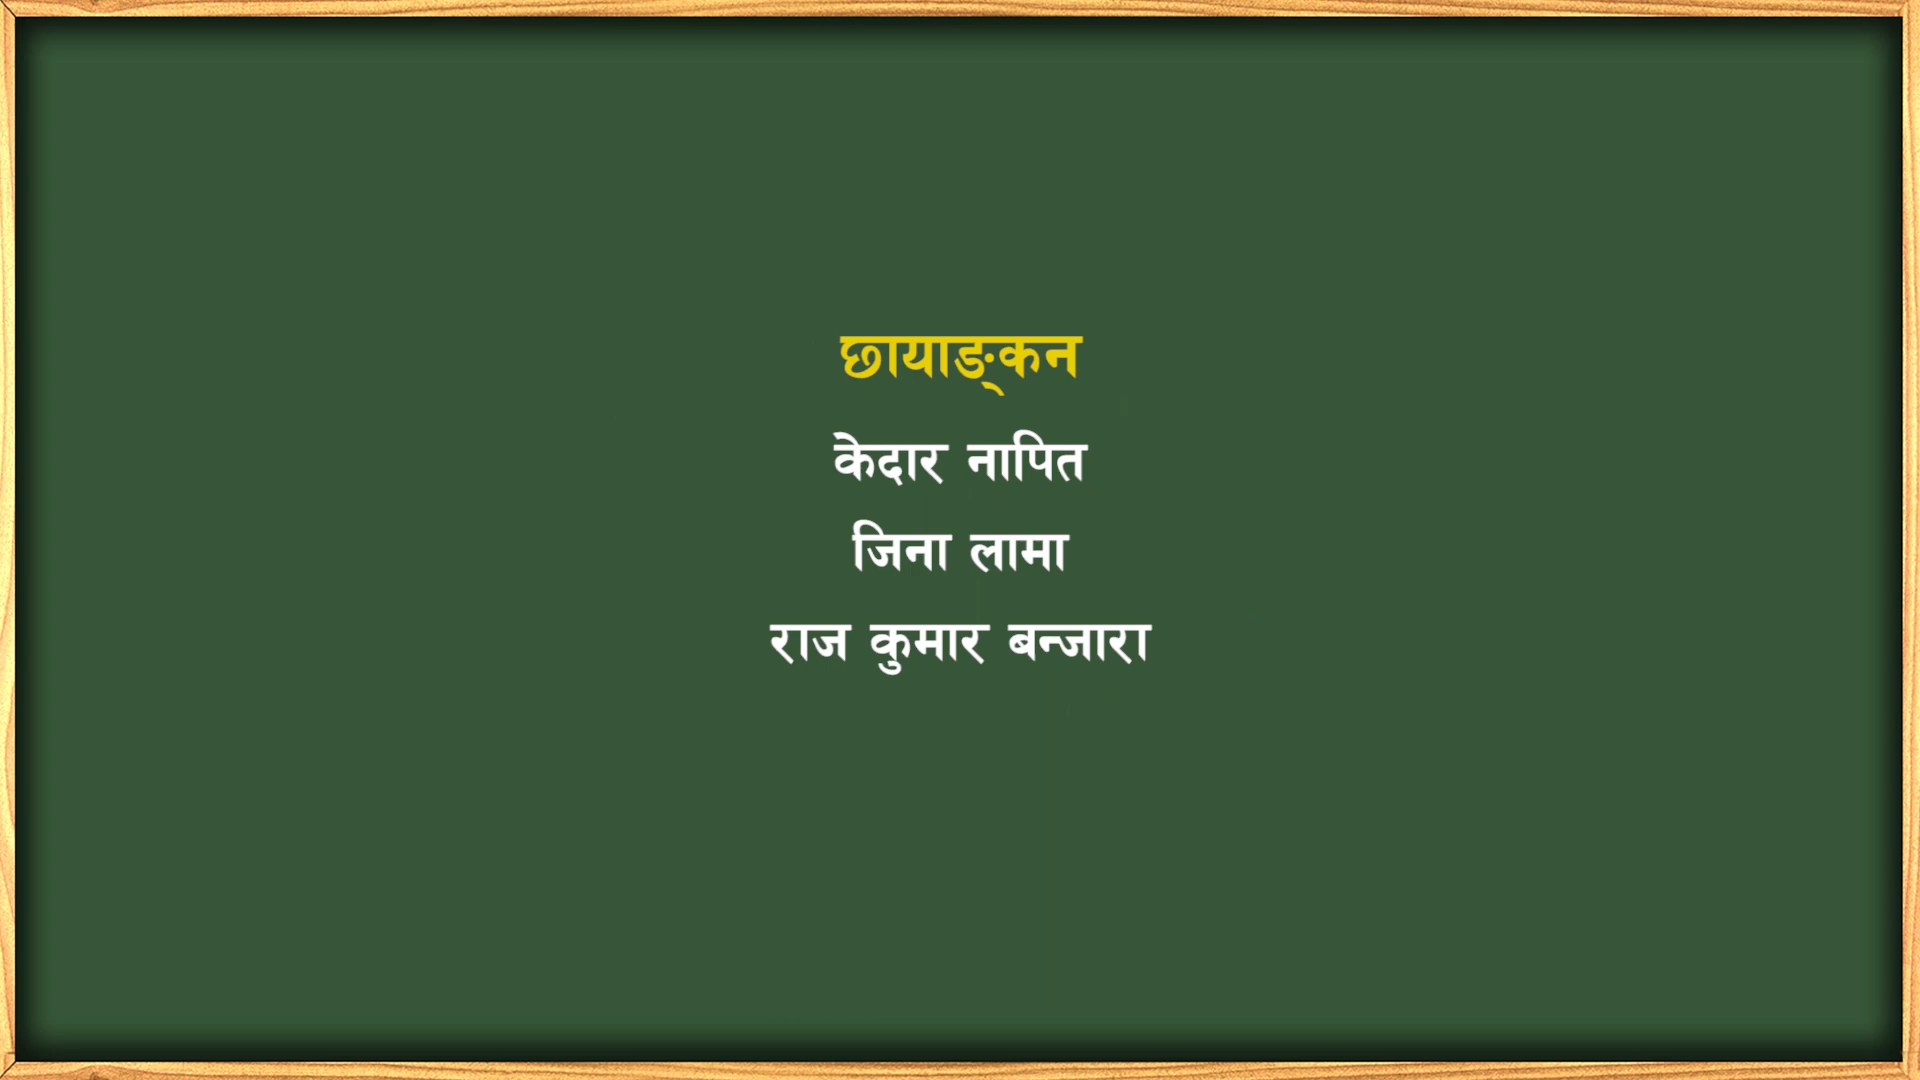 छायाङ्कन
केदार नापित
जिना लामा
राज कुमार बन्जारा